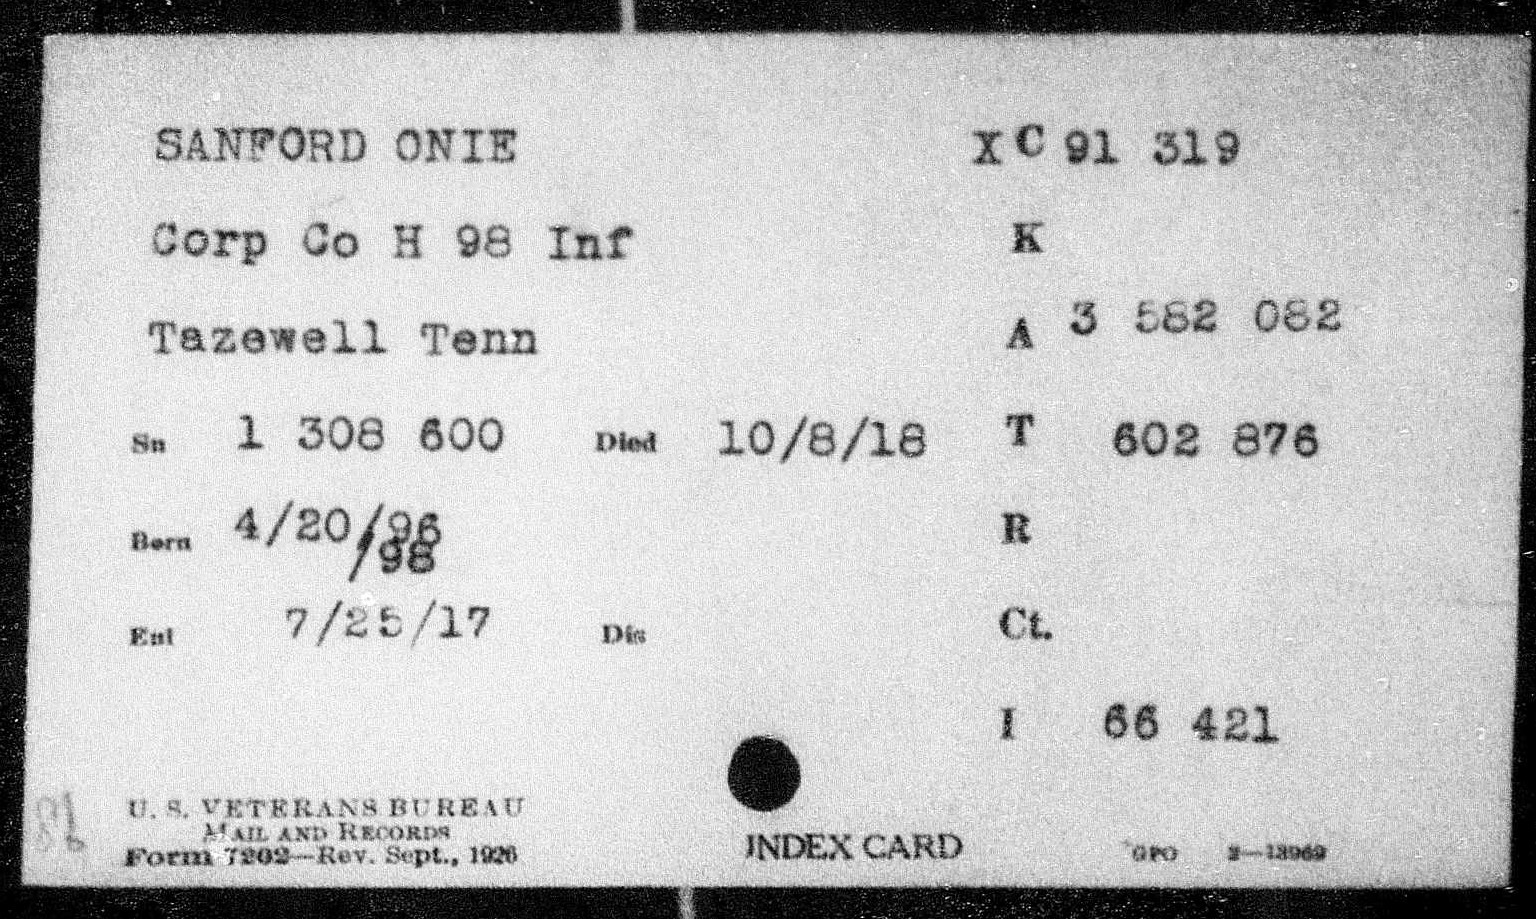 SANFORD ONIE XC 91 319
Corp Co H 98 Inf K
Tazewell Tenn A 3 582 082
Sn 1 308 600 Died 10/8/18 T 602 876
Born 4/20/96 R
/98
Enl 7/25/17 Dis Ct.
I 66 421
U. S. VETERANS BUREAU
MAIL AND RECORDS
Form 7202—Rev. Sept., 1926
INDEX CARD
GPO 2—13969